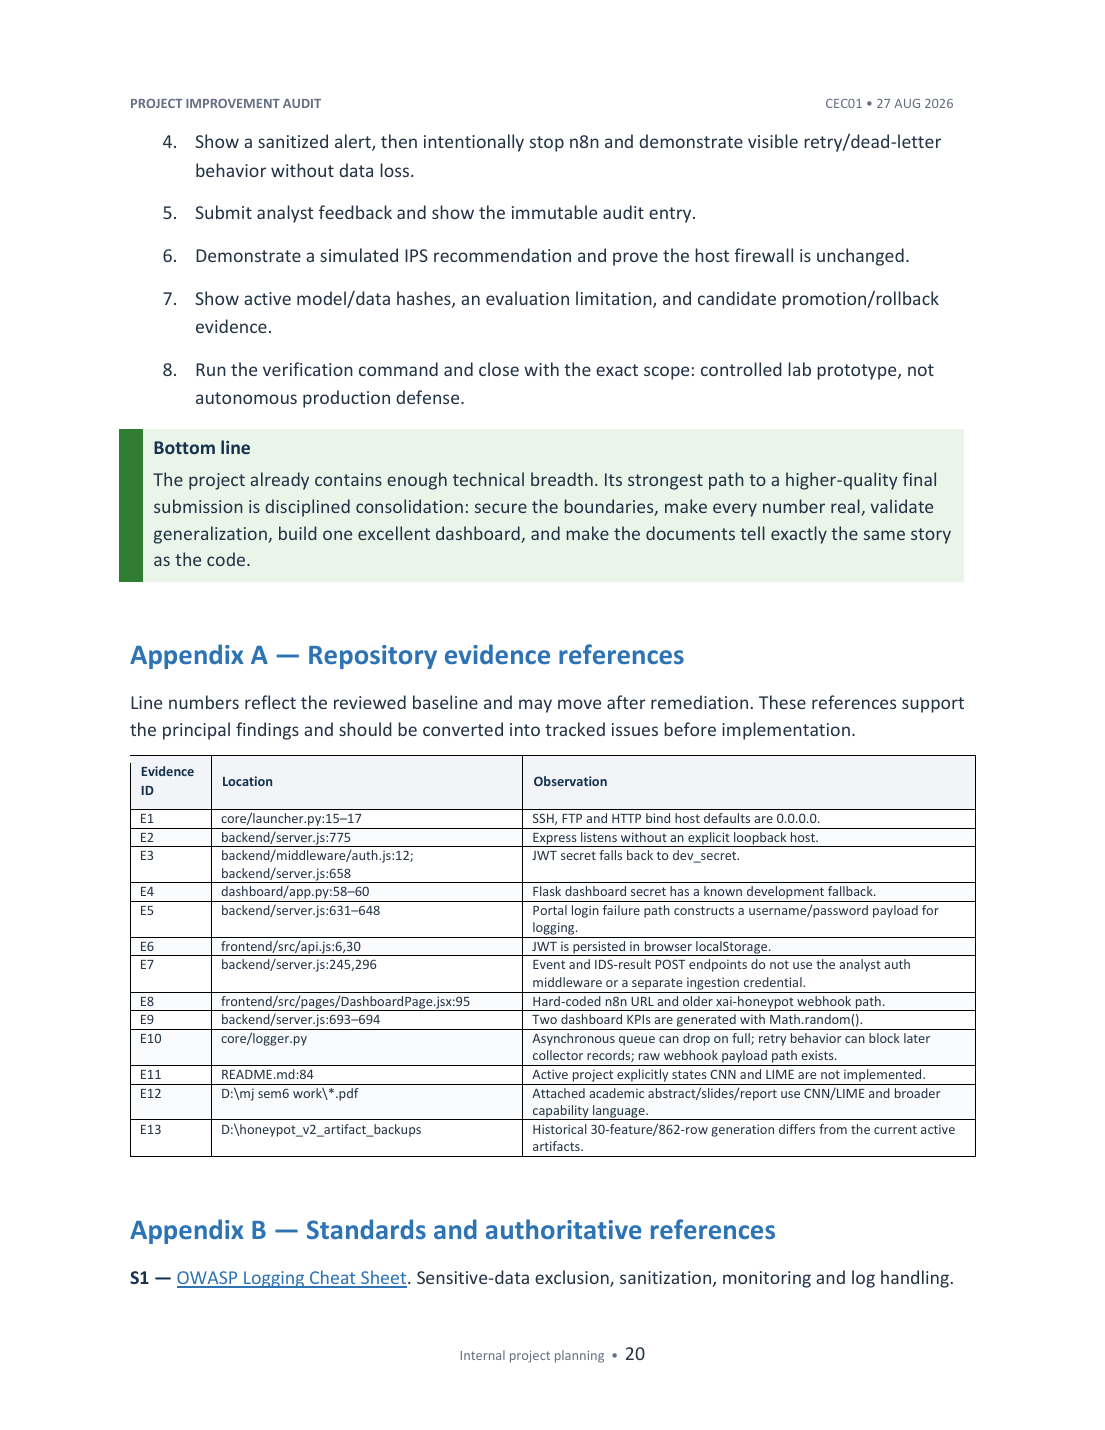 PROJECT IMPROVEMENT AUDIT CEC01 • 27 AUG 2026
4. Show a sanitized alert, then intentionally stop n8n and demonstrate visible retry/dead-letter
behavior without data loss.
5. Submit analyst feedback and show the immutable audit entry.
6. Demonstrate a simulated IPS recommendation and prove the host firewall is unchanged.
7. Show active model/data hashes, an evaluation limitation, and candidate promotion/rollback
evidence.
8. Run the verification command and close with the exact scope: controlled lab prototype, not
autonomous production defense.
Bottom line
The project already contains enough technical breadth. Its strongest path to a higher-quality final
submission is disciplined consolidation: secure the boundaries, make every number real, validate
generalization, build one excellent dashboard, and make the documents tell exactly the same story
as the code.
Appendix A — Repository evidence references
Line numbers reflect the reviewed baseline and may move after remediation. These references support
the principal findings and should be converted into tracked issues before implementation.
Evidence
ID Location Observation
E1 core/launcher.py:15–17 SSH, FTP and HTTP bind host defaults are 0.0.0.0.
E2 backend/server.js:775 Express listens without an explicit loopback host.
E3 backend/middleware/auth.js:12; JWT secret falls back to dev_secret.
backend/server.js:658
E4 dashboard/app.py:58–60 Flask dashboard secret has a known development fallback.
E5 backend/server.js:631–648 Portal login failure path constructs a username/password payload for
logging.
E6 frontend/src/api.js:6,30 JWT is persisted in browser localStorage.
E7 backend/server.js:245,296 Event and IDS-result POST endpoints do not use the analyst auth
middleware or a separate ingestion credential.
E8 frontend/src/pages/DashboardPage.jsx:95 Hard-coded n8n URL and older xai-honeypot webhook path.
E9 backend/server.js:693–694 Two dashboard KPIs are generated with Math.random().
E10 core/logger.py Asynchronous queue can drop on full; retry behavior can block later
collector records; raw webhook payload path exists.
E11 README.md:84 Active project explicitly states CNN and LIME are not implemented.
E12 D:\mj sem6 work\*.pdf Attached academic abstract/slides/report use CNN/LIME and broader
capability language.
E13 D:\honeypot_v2_artifact_backups Historical 30-feature/862-row generation differs from the current active
artifacts.
Appendix B — Standards and authoritative references
S1 — OWASP Logging Cheat Sheet. Sensitive-data exclusion, sanitization, monitoring and log handling.
Internal project planning • 20